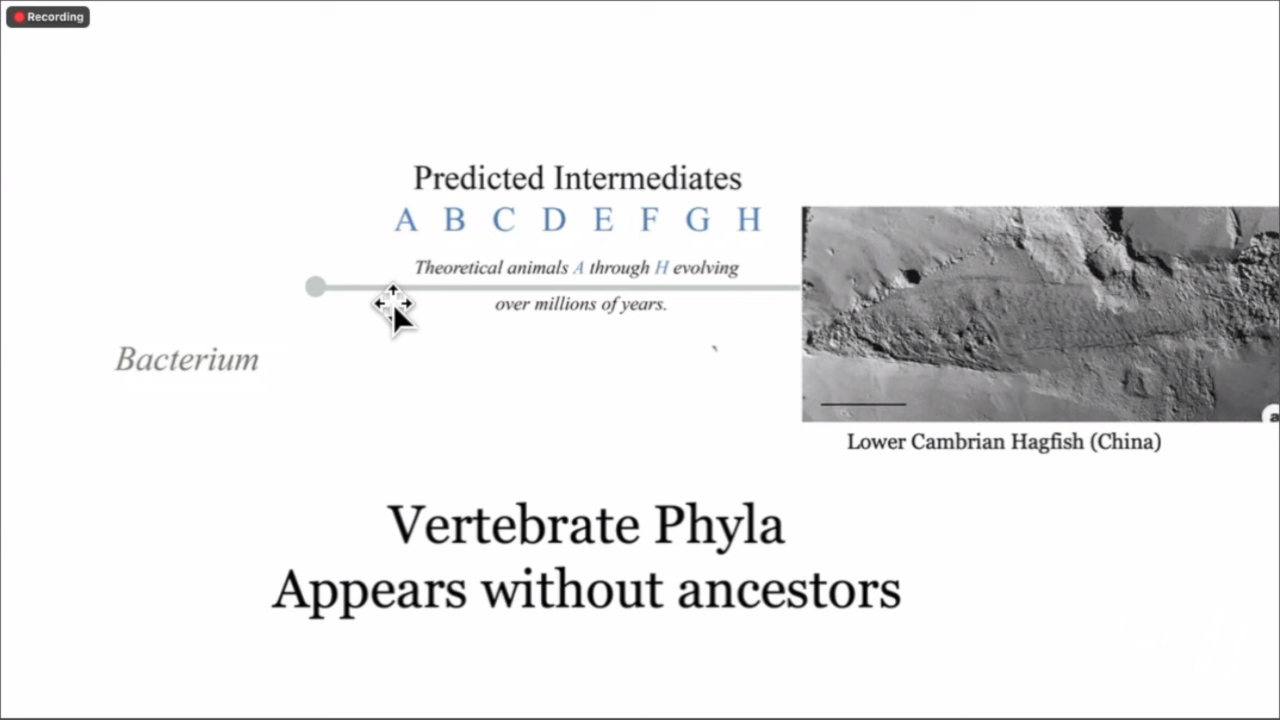 Recording
Predicted Intermediates
A B C D E F G H
Theoretical animals A through H evolving
over millions of years.
Bacterium
a
Lower Cambrian Hagfish (China)
Vertebrate Phyla
Appears without ancestors